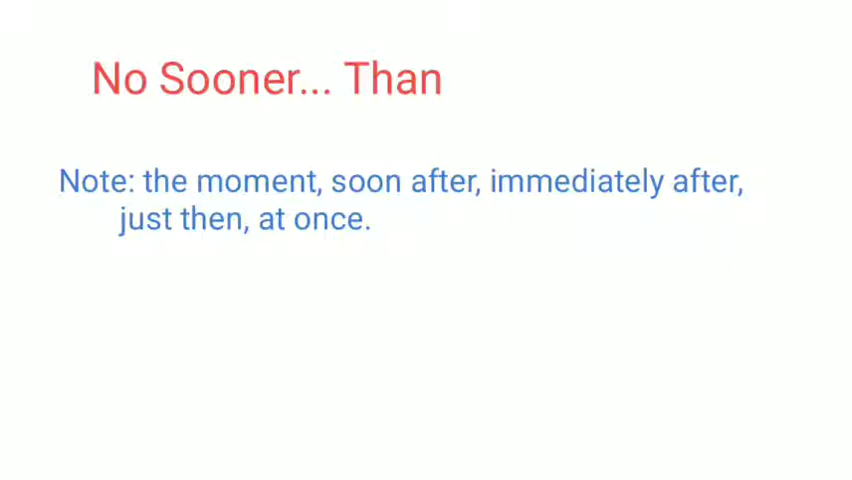 No Sooner... Than
Note: the moment, soon after, immediately after,
just then, at once.